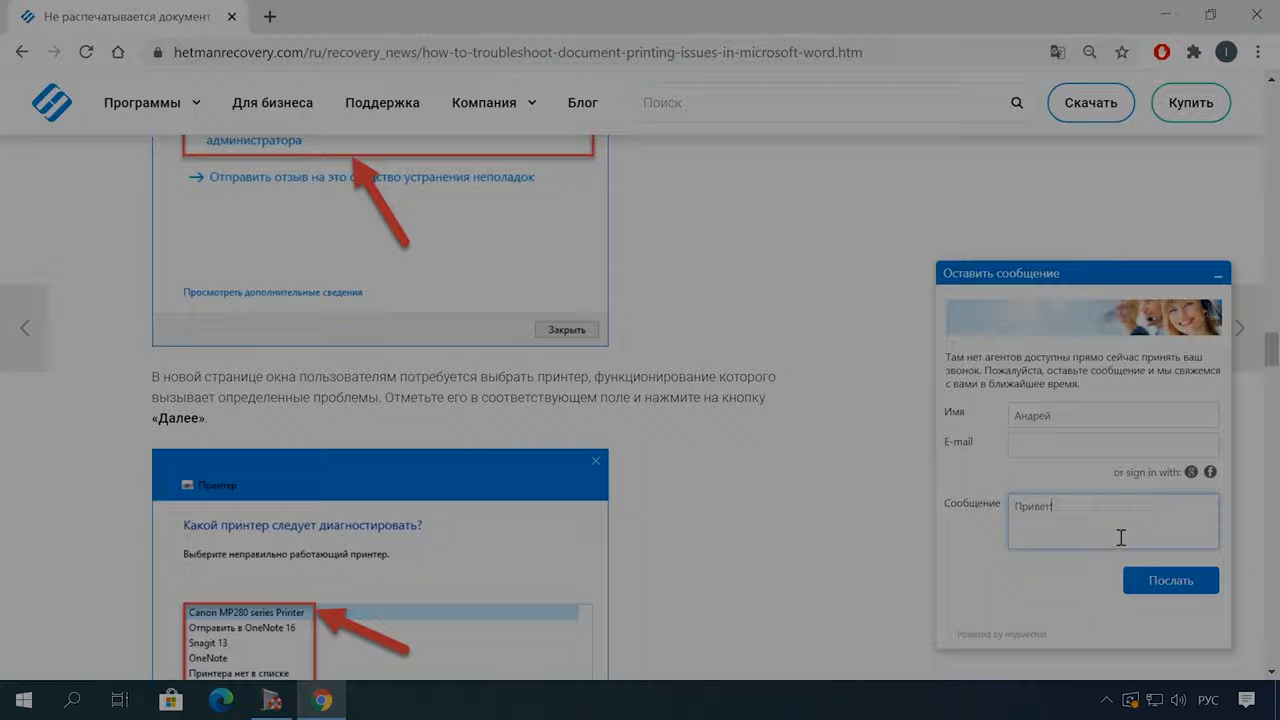 Не распечатывается документ
hetmanrecovery.com/ru/recovery_news/how-to-troubleshoot-document-printing-issues-in-microsoft-word.htm
Программы
Для бизнеса
Поддержка
Компания
Блог
Поиск
Скачать
Купить
администратора
Отправить отзыв на это средство устранения неполадок
Просмотреть дополнительные сведения
Закрыть
В новой странице окна пользователям потребуется выбрать принтер, функционирование которого
вызывает определенные проблемы. Отметьте его в соответствующем поле и нажмите на кнопку
«Далее».
Принтер
Какой принтер следует диагностировать?
Выберите неправильно работающий принтер.
Canon MP280 series Printer
Отправить в OneNote 16
Snagit 13
OneNote
Принтера нет в списке
Оставить сообщение
Там нет агентов доступны прямо сейчас принять ваш
звонок. Пожалуйста, оставьте сообщение и мы свяжемся
с вами в ближайшее время.
Имя
Андрей
E-mail
or sign in with:
Сообщение
Привет!
Послать
Powered by mylivechat
РУС